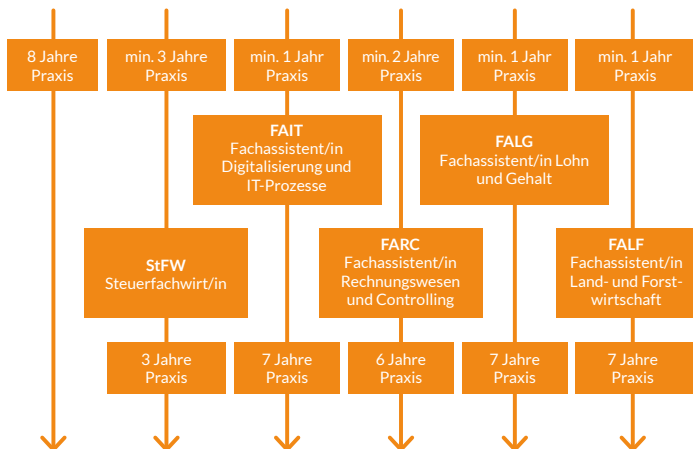 8 Jahre
Praxis
min. 3 Jahre
Praxis
min. 1 Jahr
Praxis
min. 2 Jahre
Praxis
min. 1 Jahr
Praxis
min. 1 Jahr
Praxis
FAIT
Fachassistent/in
Digitalisierung und
IT-Prozesse
FALG
Fachassistent/in Lohn
und Gehalt
StFW
Steuerfachwirt/in
FARC
Fachassistent/in
Rechnungswesen
und Controlling
FALF
Fachassistent/in
Land- und Forst-
wirtschaft
3 Jahre
Praxis
7 Jahre
Praxis
6 Jahre
Praxis
7 Jahre
Praxis
7 Jahre
Praxis